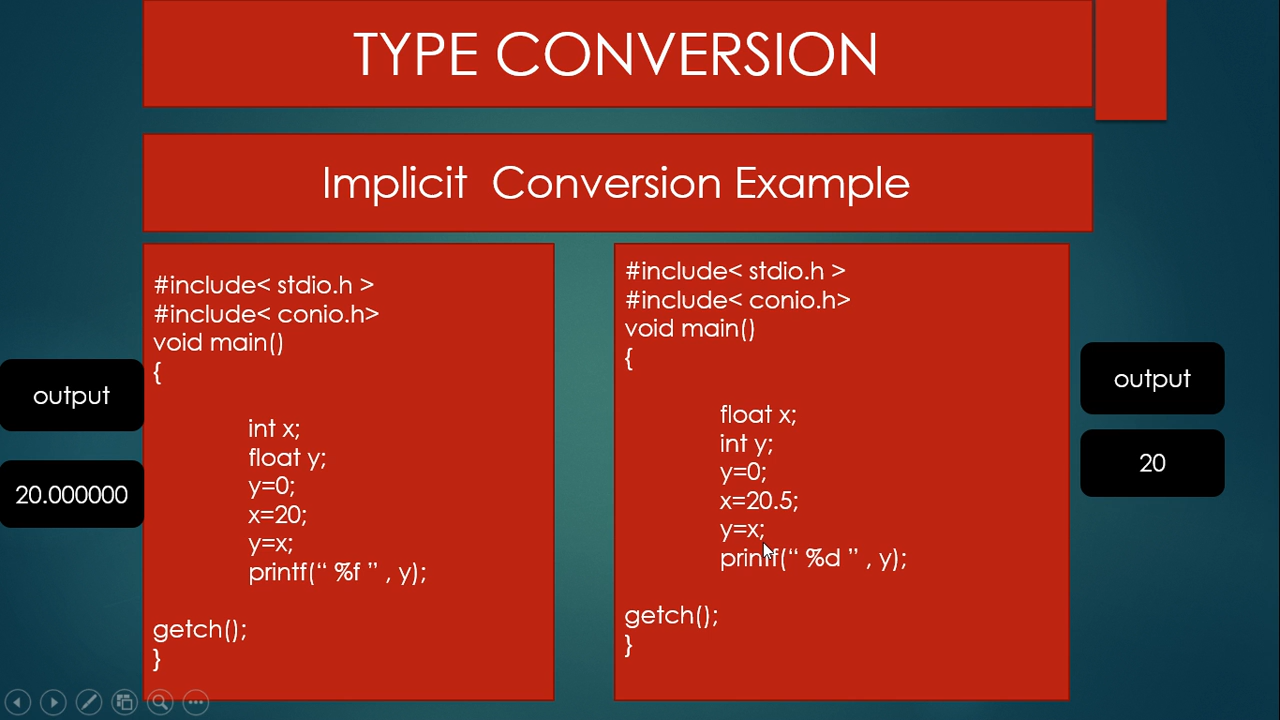 TYPE CONVERSION
Implicit  Conversion Example
#include< stdio.h >
#include< conio.h>
void main()
{
int x;
float y;
y=0;
x=20;
y=x;
printf(“ %f ” , y);
getch();
}
output
20.000000
#include< stdio.h >
#include< conio.h>
void main()
{
float x;
int y;
y=0;
x=20.5;
y=x;
printf(“ %d ” , y);
getch();
}
output
20